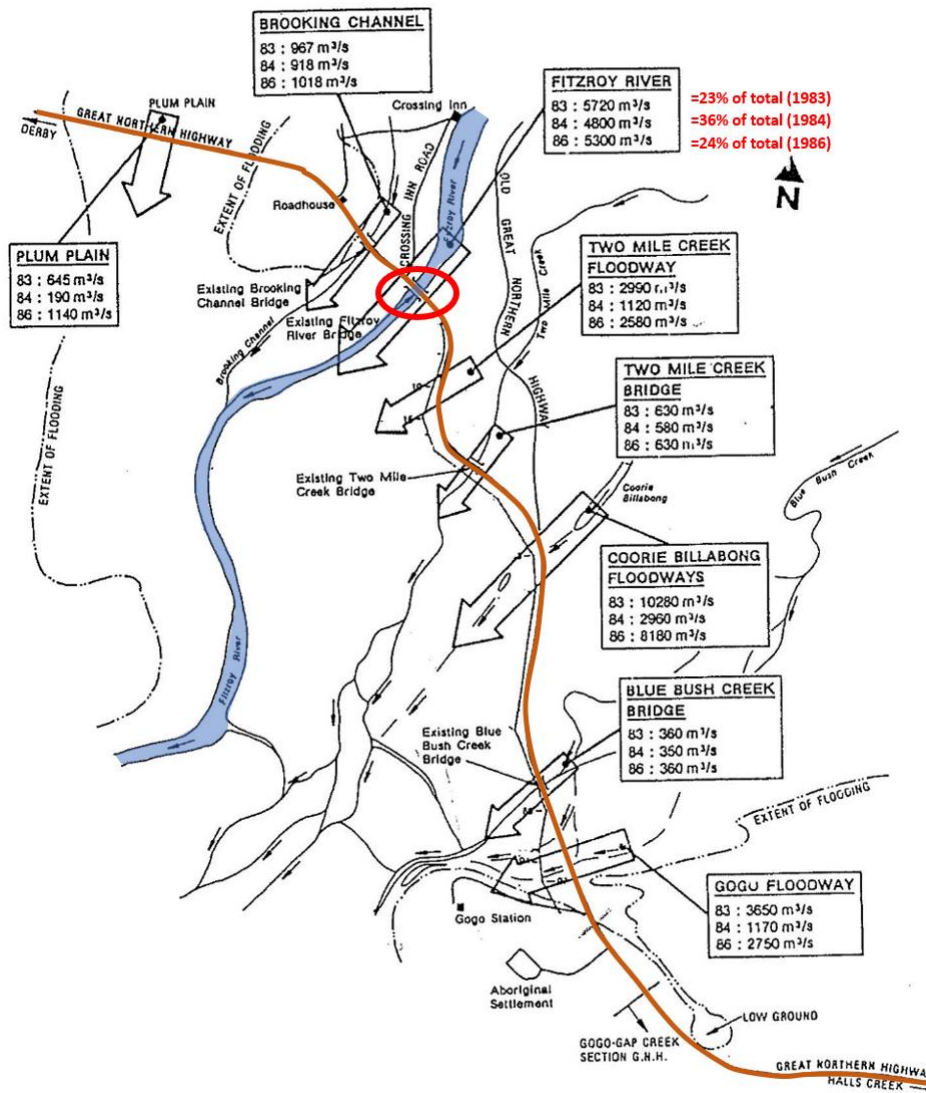 BROOKING CHANNEL
83 : 967 m³/s
84 : 918 m³/s
86 : 1018 m³/s
FITZROY RIVER
83 : 5720 m³/s
84 : 4800 m³/s
86 : 5300 m³/s
=23% of total (1983)
=36% of total (1984)
=24% of total (1986)
N
PLUM PLAIN
GREAT NORTHERN HIGHWAY
DERBY
EXTENT OF FLOODING
Crossing Inn
CROSSING INN ROAD
Fitzroy River
OLD GREAT NORTHERN HIGHWAY
Two Mile Creek
Roadhouse
PLUM PLAIN
83 : 645 m³/s
84 : 190 m³/s
86 : 1140 m³/s
EXTENT OF FLOODING
Existing Brooking
Channel Bridge
Existing Fitzroy
River Bridge
Brooking Channel
TWO MILE CREEK
FLOODWAY
83 : 2990 m³/s
84 : 1120 m³/s
86 : 2580 m³/s
TWO MILE CREEK
BRIDGE
83 : 630 m³/s
84 : 580 m³/s
86 : 630 m³/s
Existing Two Mile
Creek Bridge
Coorie
Billabong
Blue Bush Creek
COORIE BILLABONG
FLOODWAYS
83 : 10280 m³/s
84 : 2960 m³/s
86 : 8180 m³/s
Fitzroy River
BLUE BUSH CREEK
BRIDGE
83 : 360 m³/s
84 : 350 m³/s
86 : 360 m³/s
Existing Blue
Bush Creek
Bridge
EXTENT OF FLOODING
GOGO FLOODWAY
83 : 3650 m³/s
84 : 1170 m³/s
86 : 2750 m³/s
Gogo Station
Aboriginal
Settlement
LOW GROUND
GOGO-GAP CREEK
SECTION G.N.H.
GREAT NORTHERN HIGHWAY
HALLS CREEK